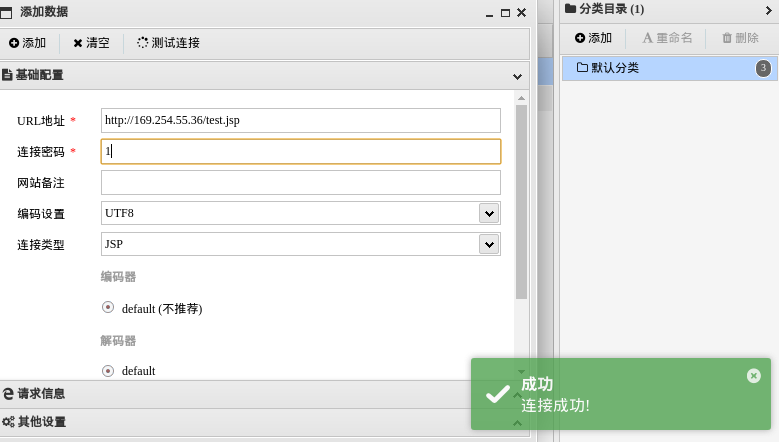 添加数据
添加 清空 测试连接
基础配置
URL地址 * http://169.254.55.36/test.jsp
连接密码 * 1
网站备注
编码设置 UTF8
连接类型 JSP
编码器
default (不推荐)
解码器
default
请求信息
其他设置
分类目录 (1)
添加 重命名 删除
默认分类 3
成功
连接成功!